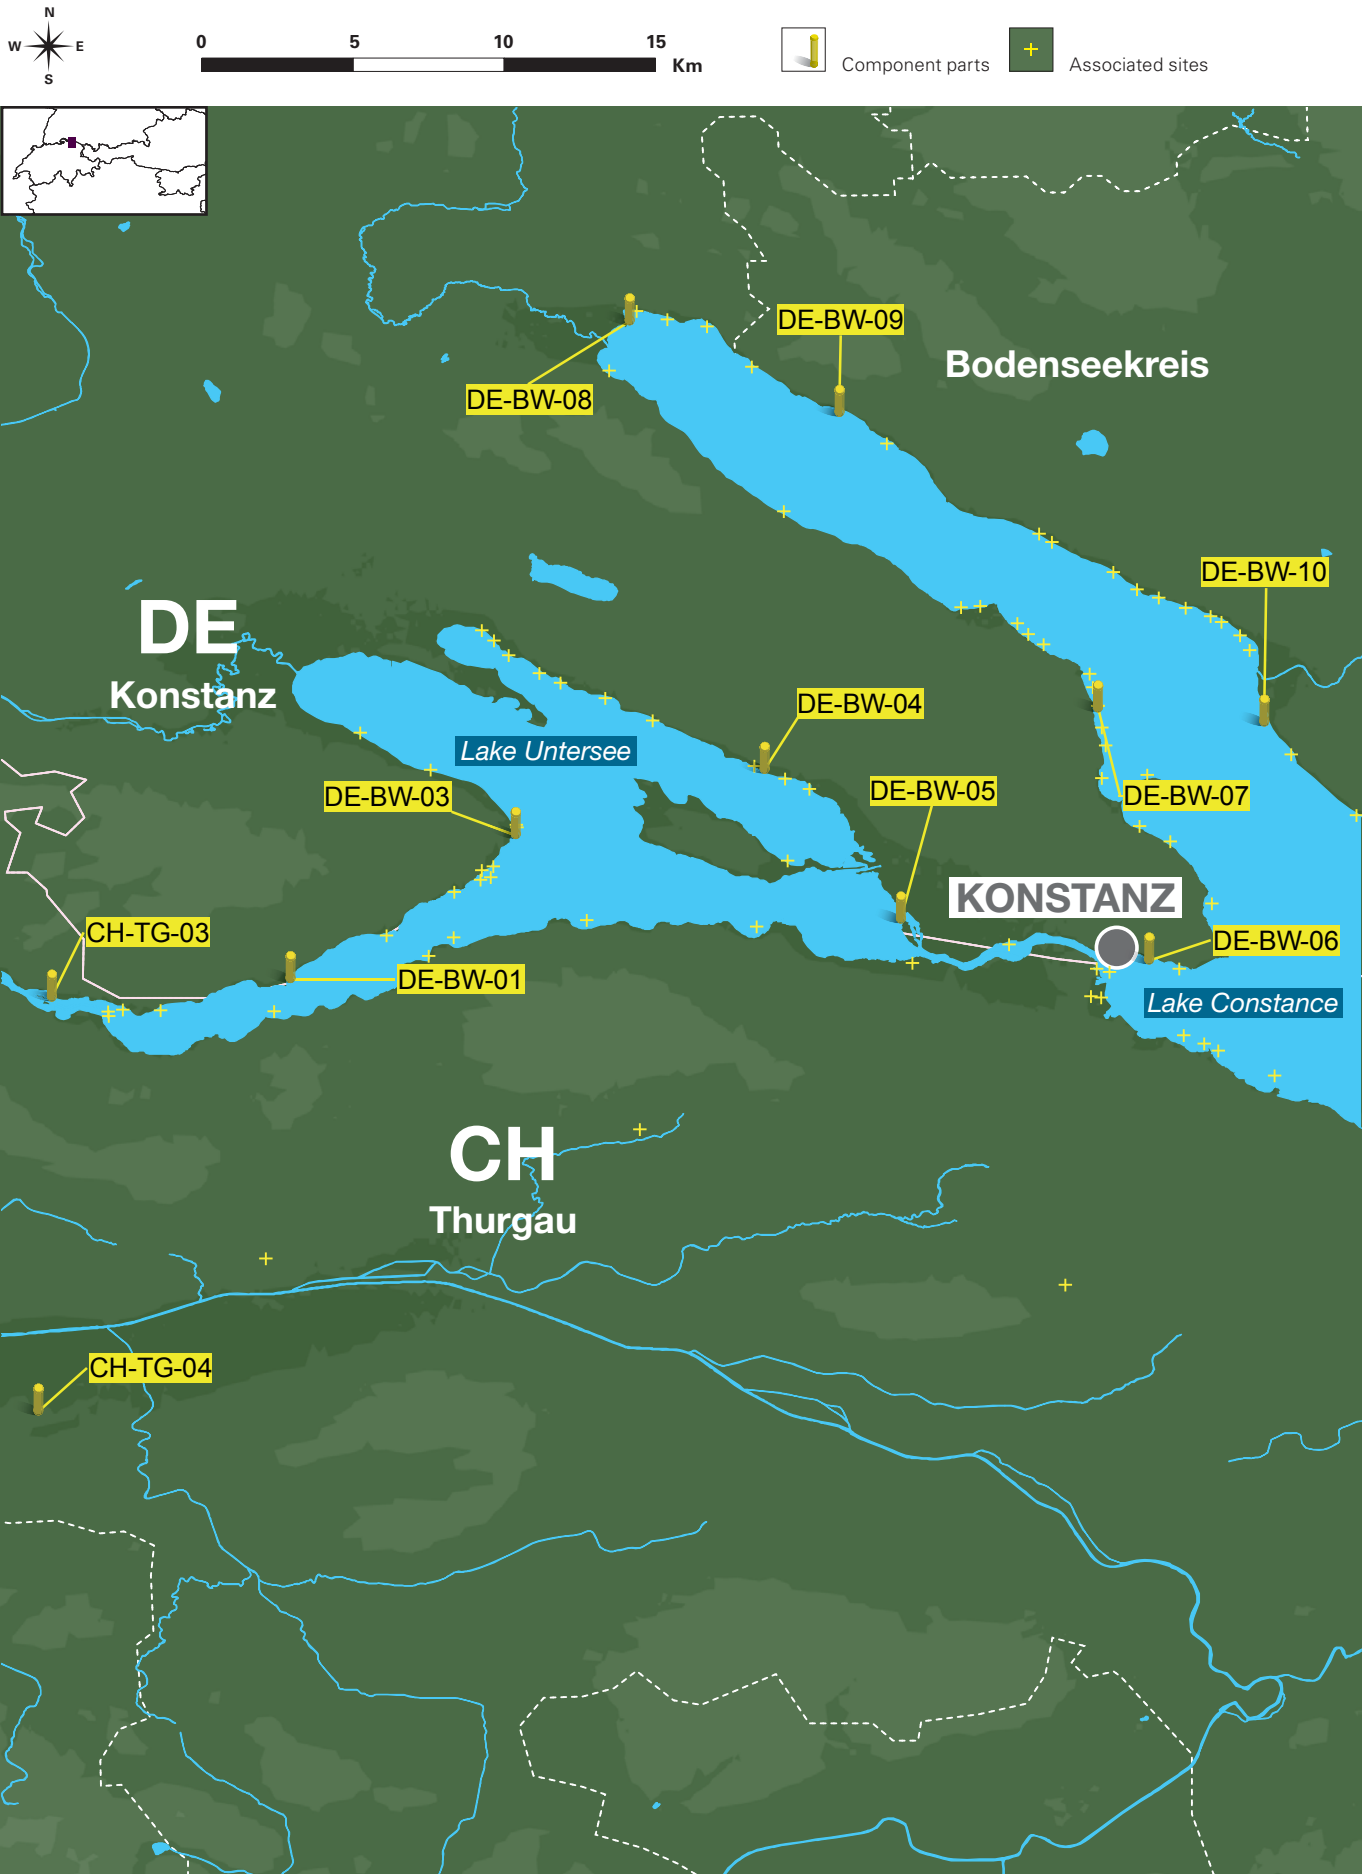 N
W E
S
0 5 10 15
Km
Component parts
Associated sites
DE-BW-09
Bodenseekreis
DE-BW-08
DE-BW-10
DE
Konstanz
DE-BW-04
Lake Untersee
DE-BW-03
DE-BW-05
DE-BW-07
KONSTANZ
CH-TG-03
DE-BW-06
DE-BW-01
Lake Constance
CH
Thurgau
CH-TG-04